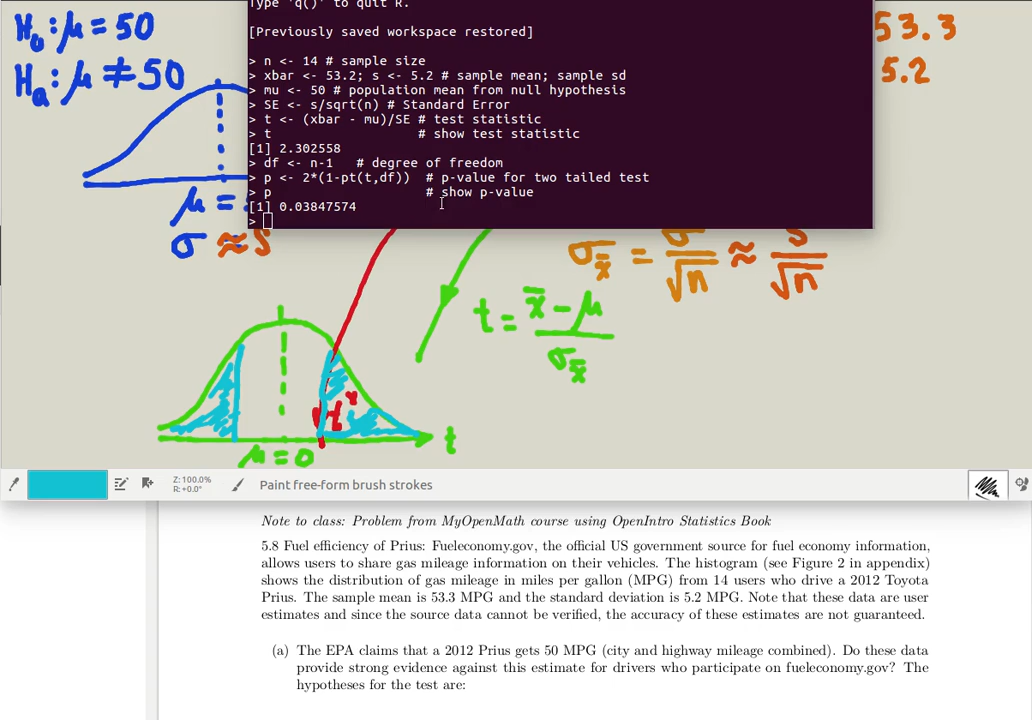 Type 'q()' to quit R.
[Previously saved workspace restored]
> n <- 14 # sample size
> xbar <- 53.2; s <- 5.2 # sample mean; sample sd
> mu <- 50 # population mean from null hypothesis
> SE <- s/sqrt(n) # Standard Error
> t <- (xbar - mu)/SE # test statistic
> t # show test statistic
[1] 2.302558
> df <- n-1 # degree of freedom
> p <- 2*(1-pt(t,df)) # p-value for two tailed test
> p # show p-value
[1] 0.03847574
>
H₀: μ = 50
Hₐ: μ ≠ 50
53.3
5.2
μ =
σ ≈ S
σx̄ = σ/√n ≈ S/√n
t = (x̄ − μ)/σx̄
t*
t
μ = 0
Z: 100.0%
R: +0.0°
Paint free-form brush strokes
Note to class: Problem from MyOpenMath course using OpenIntro Statistics Book
5.8 Fuel efficiency of Prius: Fueleconomy.gov, the official US government source for fuel economy information,
allows users to share gas mileage information on their vehicles. The histogram (see Figure 2 in appendix)
shows the distribution of gas mileage in miles per gallon (MPG) from 14 users who drive a 2012 Toyota
Prius. The sample mean is 53.3 MPG and the standard deviation is 5.2 MPG. Note that these data are user
estimates and since the source data cannot be verified, the accuracy of these estimates are not guaranteed.
(a) The EPA claims that a 2012 Prius gets 50 MPG (city and highway mileage combined). Do these data
provide strong evidence against this estimate for drivers who participate on fueleconomy.gov? The
hypotheses for the test are: